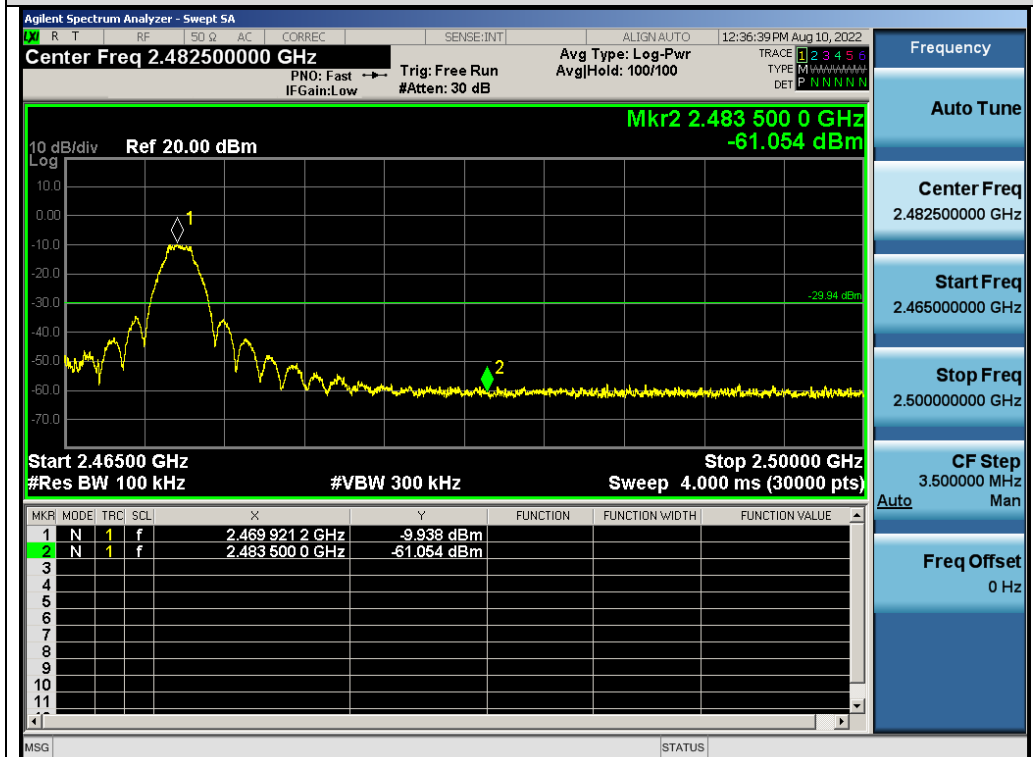 Agilent Spectrum Analyzer - Swept SA
LXI R T RF 50 Ω AC CORREC SENSE:INT ALIGN AUTO 12:36:39 PM Aug 10, 2022
Center Freq 2.482500000 GHz
PNO: Fast
IFGain:Low
Trig: Free Run
#Atten: 30 dB
Avg Type: Log-Pwr
Avg|Hold: 100/100
TRACE 1 2 3 4 5 6
TYPE M
DET P N N N N N
Mkr2 2.483 500 0 GHz
-61.054 dBm
10 dB/div Ref 20.00 dBm
Log
10.0
0.00
-10.0
-20.0
-30.0
-40.0
-50.0
-60.0
-70.0
1
-29.94 dBm
2
Start 2.46500 GHz Stop 2.50000 GHz
#Res BW 100 kHz #VBW 300 kHz Sweep 4.000 ms (30000 pts)
MKR MODE TRC SCL X Y FUNCTION FUNCTION WIDTH FUNCTION VALUE
1 N 1 f 2.469 921 2 GHz -9.938 dBm
2 N 1 f 2.483 500 0 GHz -61.054 dBm
3
4
5
6
7
8
9
10
11
MSG STATUS
Frequency
Auto Tune
Center Freq
2.482500000 GHz
Start Freq
2.465000000 GHz
Stop Freq
2.500000000 GHz
CF Step
3.500000 MHz
Auto Man
Freq Offset
0 Hz